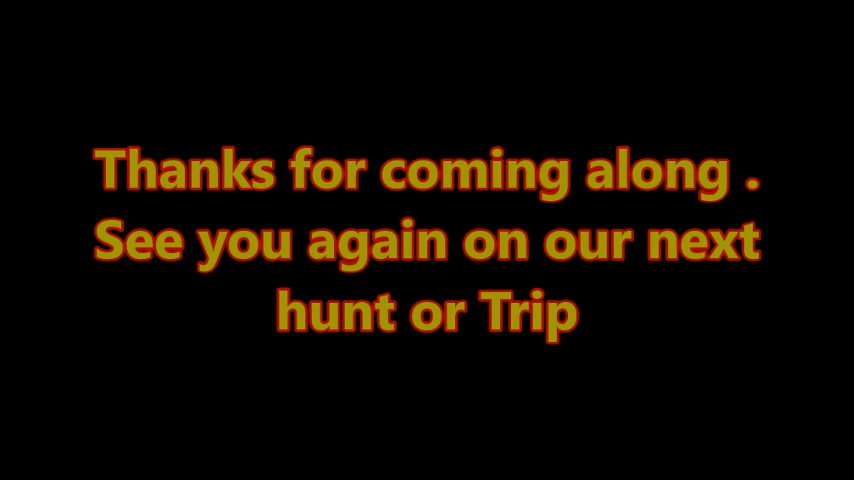 Thanks for coming along .
See you again on our next
hunt or Trip